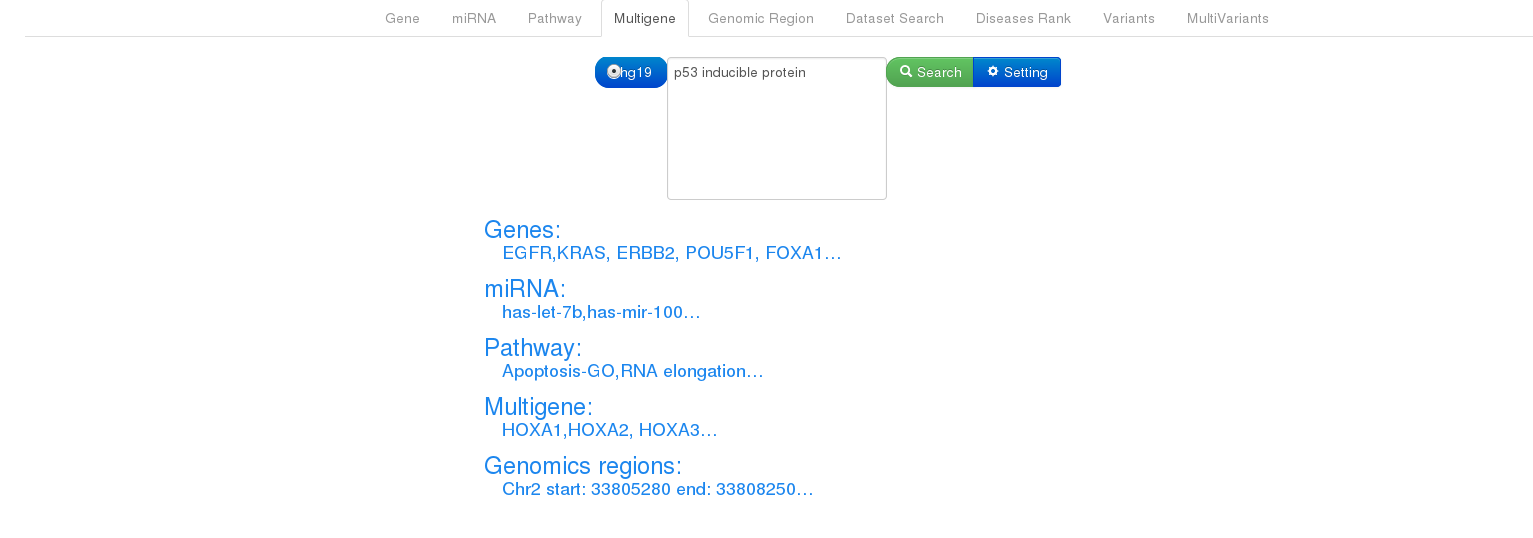 Gene miRNA Pathway Multigene Genomic Region Dataset Search Diseases Rank Variants MultiVariants
hg19 p53 inducible protein Search Setting
Genes:
EGFR,KRAS, ERBB2, POU5F1, FOXA1...
miRNA:
has-let-7b,has-mir-100...
Pathway:
Apoptosis-GO,RNA elongation...
Multigene:
HOXA1,HOXA2, HOXA3...
Genomics regions:
Chr2 start: 33805280 end: 33808250...